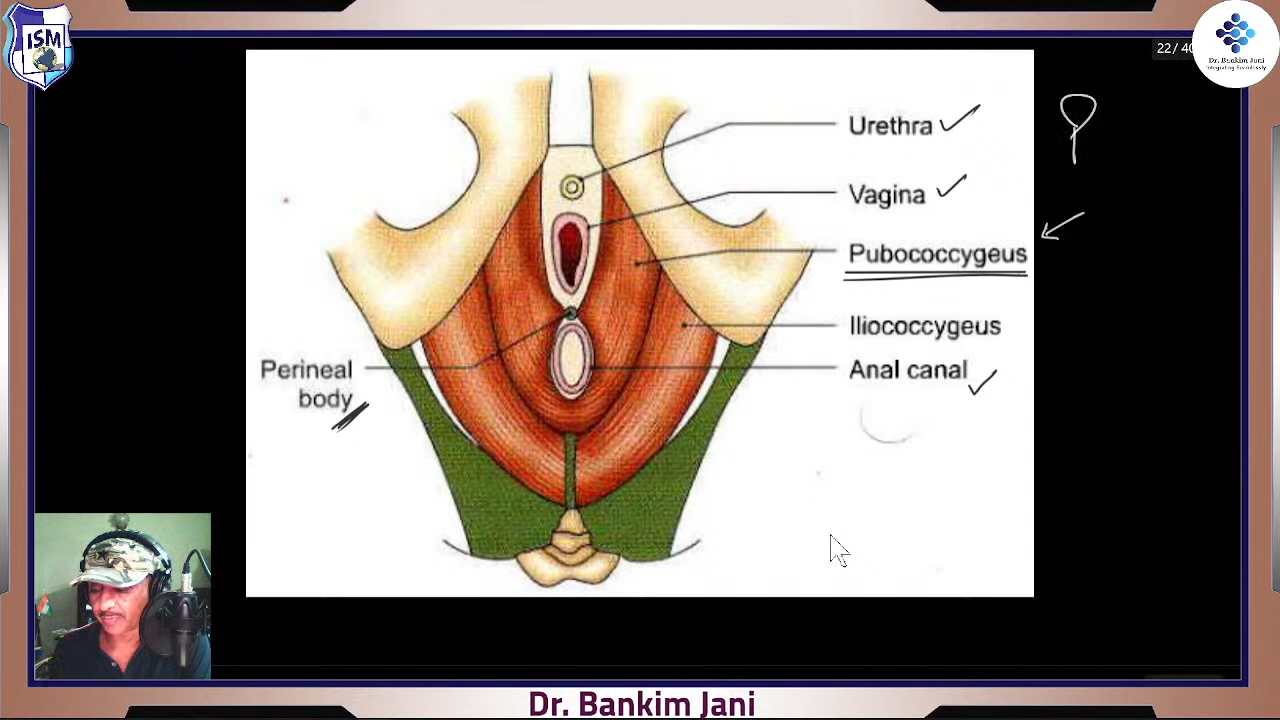 ISM
22/40
Dr. Bankim Jani
Urethra
Vagina
Pubococcygeus
Iliococcygeus
Anal canal
Perineal
body
Dr. Bankim Jani